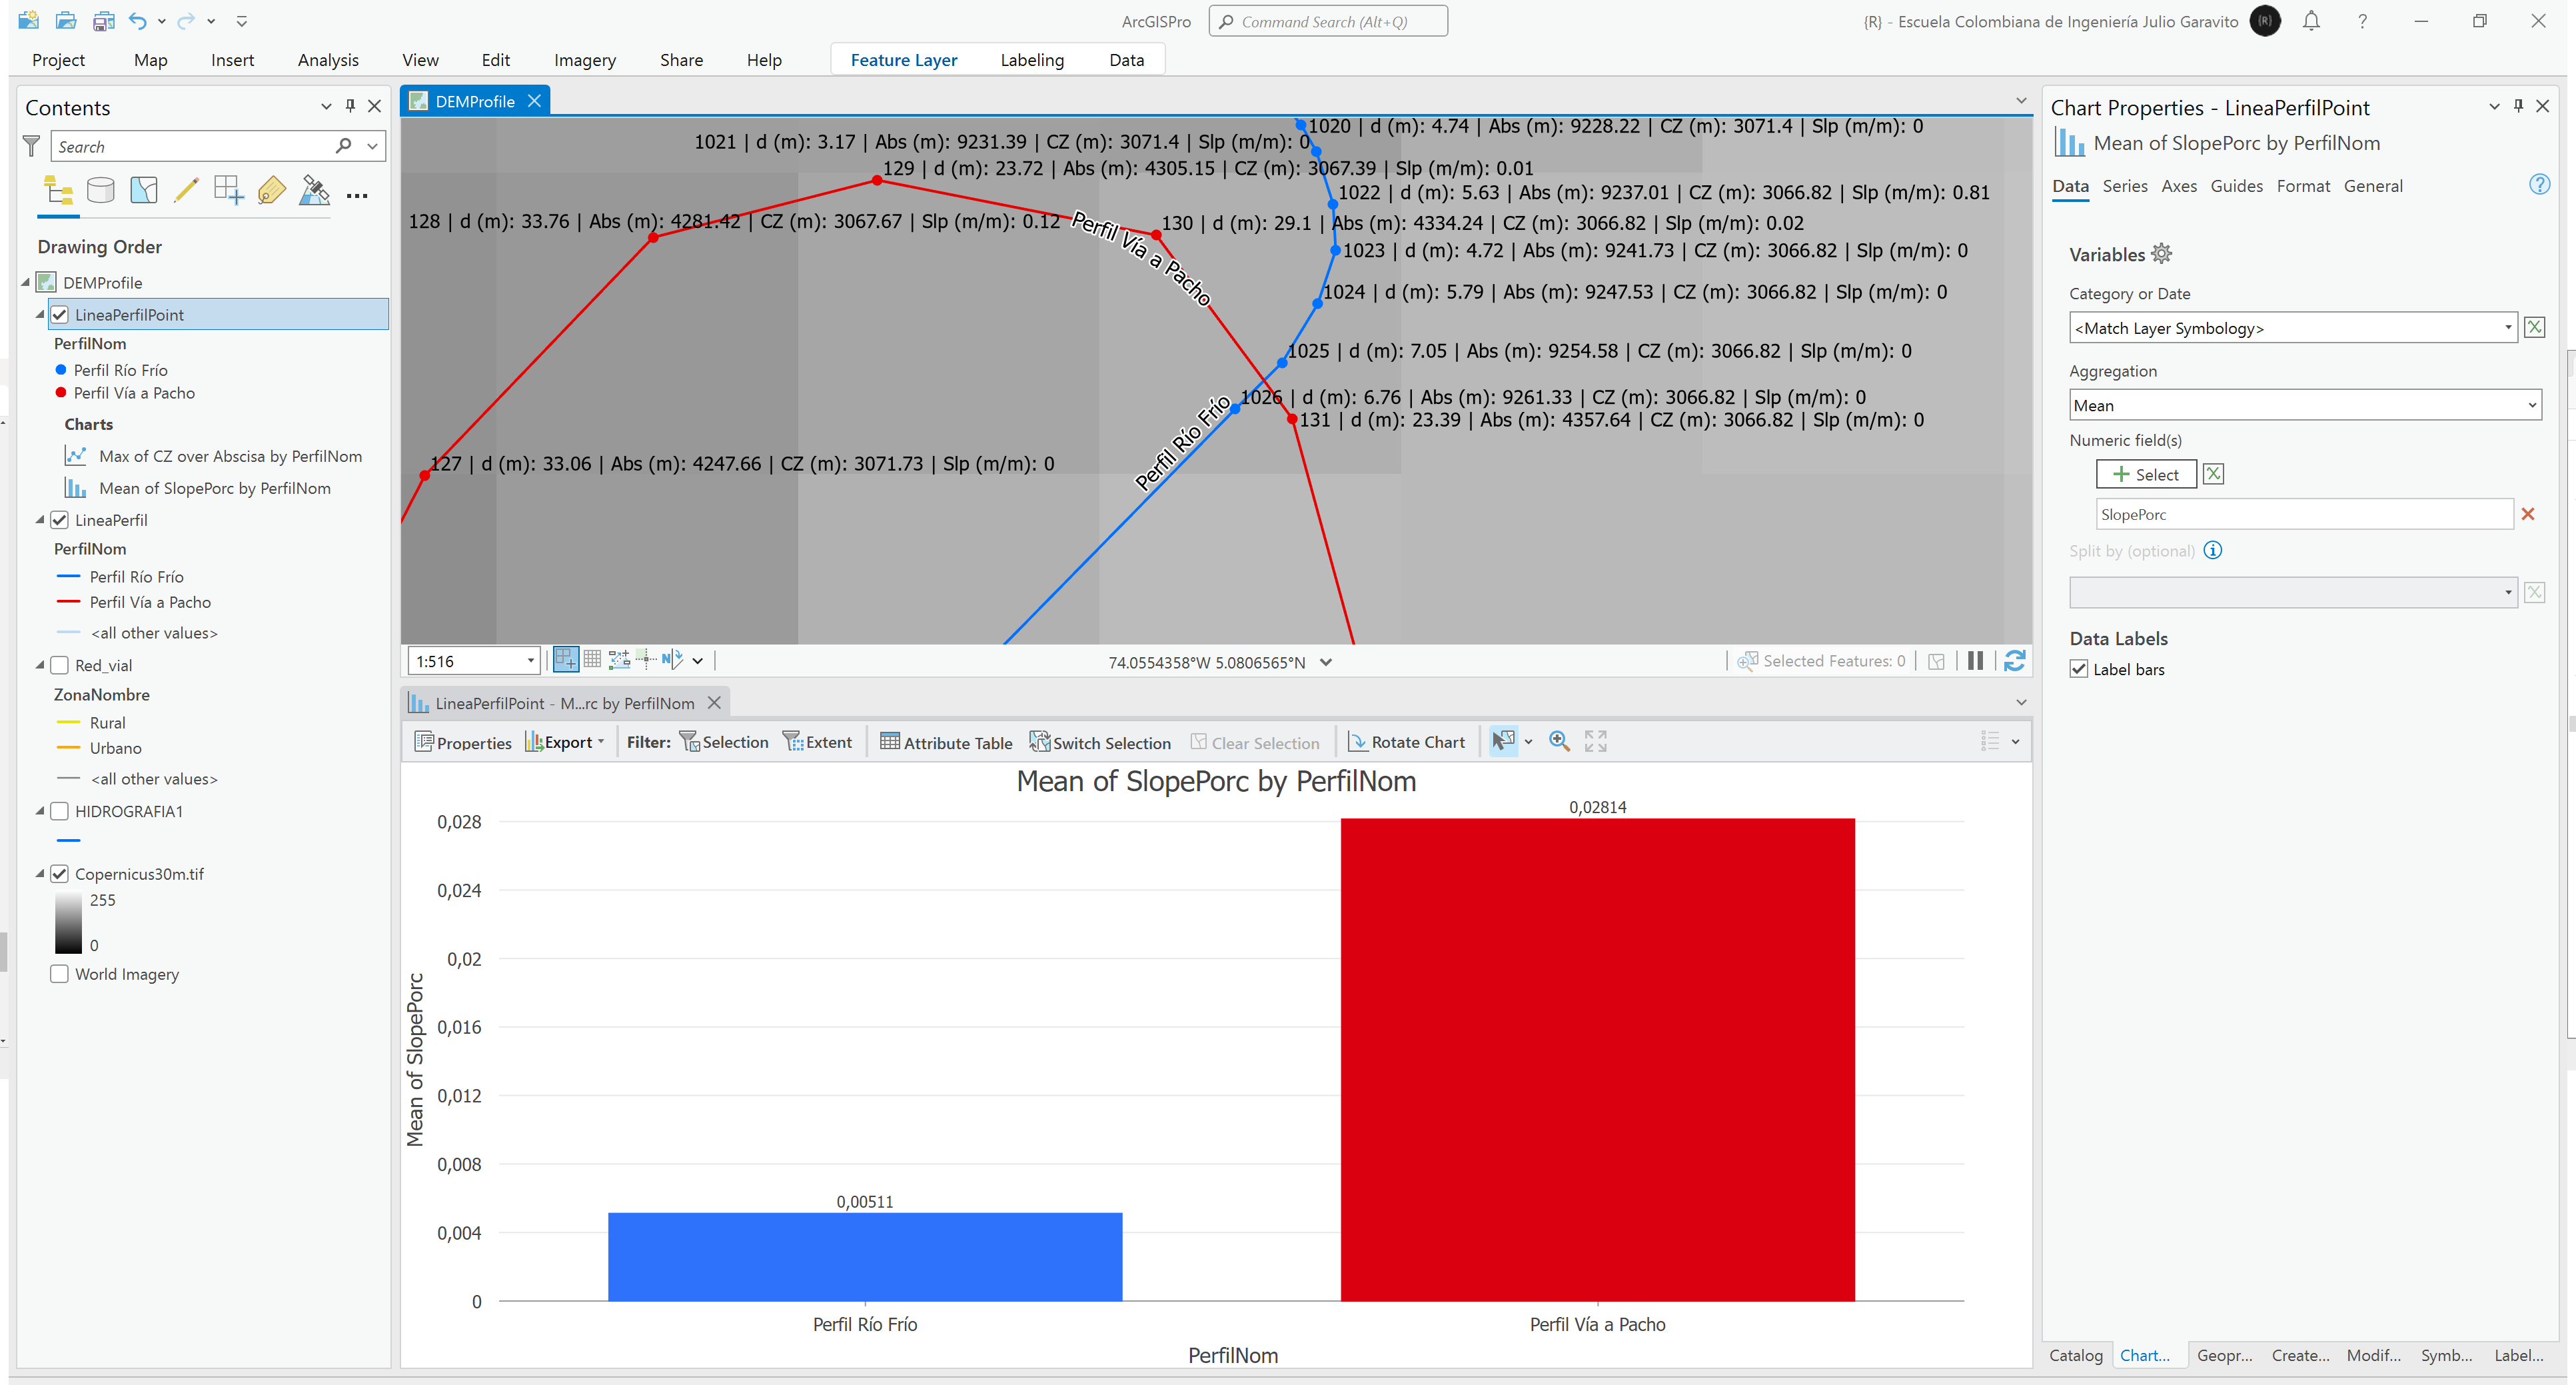 ArcGISPro
Command Search (Alt+Q)
{R} - Escuela Colombiana de Ingeniería Julio Garavito
{R}
Project Map Insert Analysis View Edit Imagery Share Help Feature Layer Labeling Data
Contents
Search
Drawing Order
DEMProfile
LineaPerfilPoint
PerfilNom
Perfil Río Frío
Perfil Vía a Pacho
Charts
Max of CZ over Abscisa by PerfilNom
Mean of SlopePorc by PerfilNom
LineaPerfil
PerfilNom
Perfil Río Frío
Perfil Vía a Pacho
<all other values>
Red_vial
ZonaNombre
Rural
Urbano
<all other values>
HIDROGRAFIA1
Copernicus30m.tif
255
0
World Imagery
DEMProfile
1020 | d (m): 4.74 | Abs (m): 9228.22 | CZ (m): 3071.4 | Slp (m/m): 0
1021 | d (m): 3.17 | Abs (m): 9231.39 | CZ (m): 3071.4 | Slp (m/m): 0
129 | d (m): 23.72 | Abs (m): 4305.15 | CZ (m): 3067.39 | Slp (m/m): 0.01
1022 | d (m): 5.63 | Abs (m): 9237.01 | CZ (m): 3066.82 | Slp (m/m): 0.81
128 | d (m): 33.76 | Abs (m): 4281.42 | CZ (m): 3067.67 | Slp (m/m): 0.12
130 | d (m): 29.1 | Abs (m): 4334.24 | CZ (m): 3066.82 | Slp (m/m): 0.02
Perfil Vía a Pacho
1023 | d (m): 4.72 | Abs (m): 9241.73 | CZ (m): 3066.82 | Slp (m/m): 0
1024 | d (m): 5.79 | Abs (m): 9247.53 | CZ (m): 3066.82 | Slp (m/m): 0
1025 | d (m): 7.05 | Abs (m): 9254.58 | CZ (m): 3066.82 | Slp (m/m): 0
1026 | d (m): 6.76 | Abs (m): 9261.33 | CZ (m): 3066.82 | Slp (m/m): 0
131 | d (m): 23.39 | Abs (m): 4357.64 | CZ (m): 3066.82 | Slp (m/m): 0
Perfil Río Frío
127 | d (m): 33.06 | Abs (m): 4247.66 | CZ (m): 3071.73 | Slp (m/m): 0
1:516
74.0554358°W 5.0806565°N
Selected Features: 0
LineaPerfilPoint - M...rc by PerfilNom
Properties Export Filter: Selection Extent Attribute Table Switch Selection Clear Selection Rotate Chart
Mean of SlopePorc by PerfilNom
0,02814
0,028
0,024
0,02
0,016
0,012
0,008
0,004
0
0,00511
Mean of SlopePorc
Perfil Río Frío
Perfil Vía a Pacho
PerfilNom
Chart Properties - LineaPerfilPoint
Mean of SlopePorc by PerfilNom
Data Series Axes Guides Format General
Variables
Category or Date
<Match Layer Symbology>
Aggregation
Mean
Numeric field(s)
Select
SlopePorc
Split by (optional)
Data Labels
Label bars
Catalog Chart... Geopr... Create... Modif... Symb... Label...